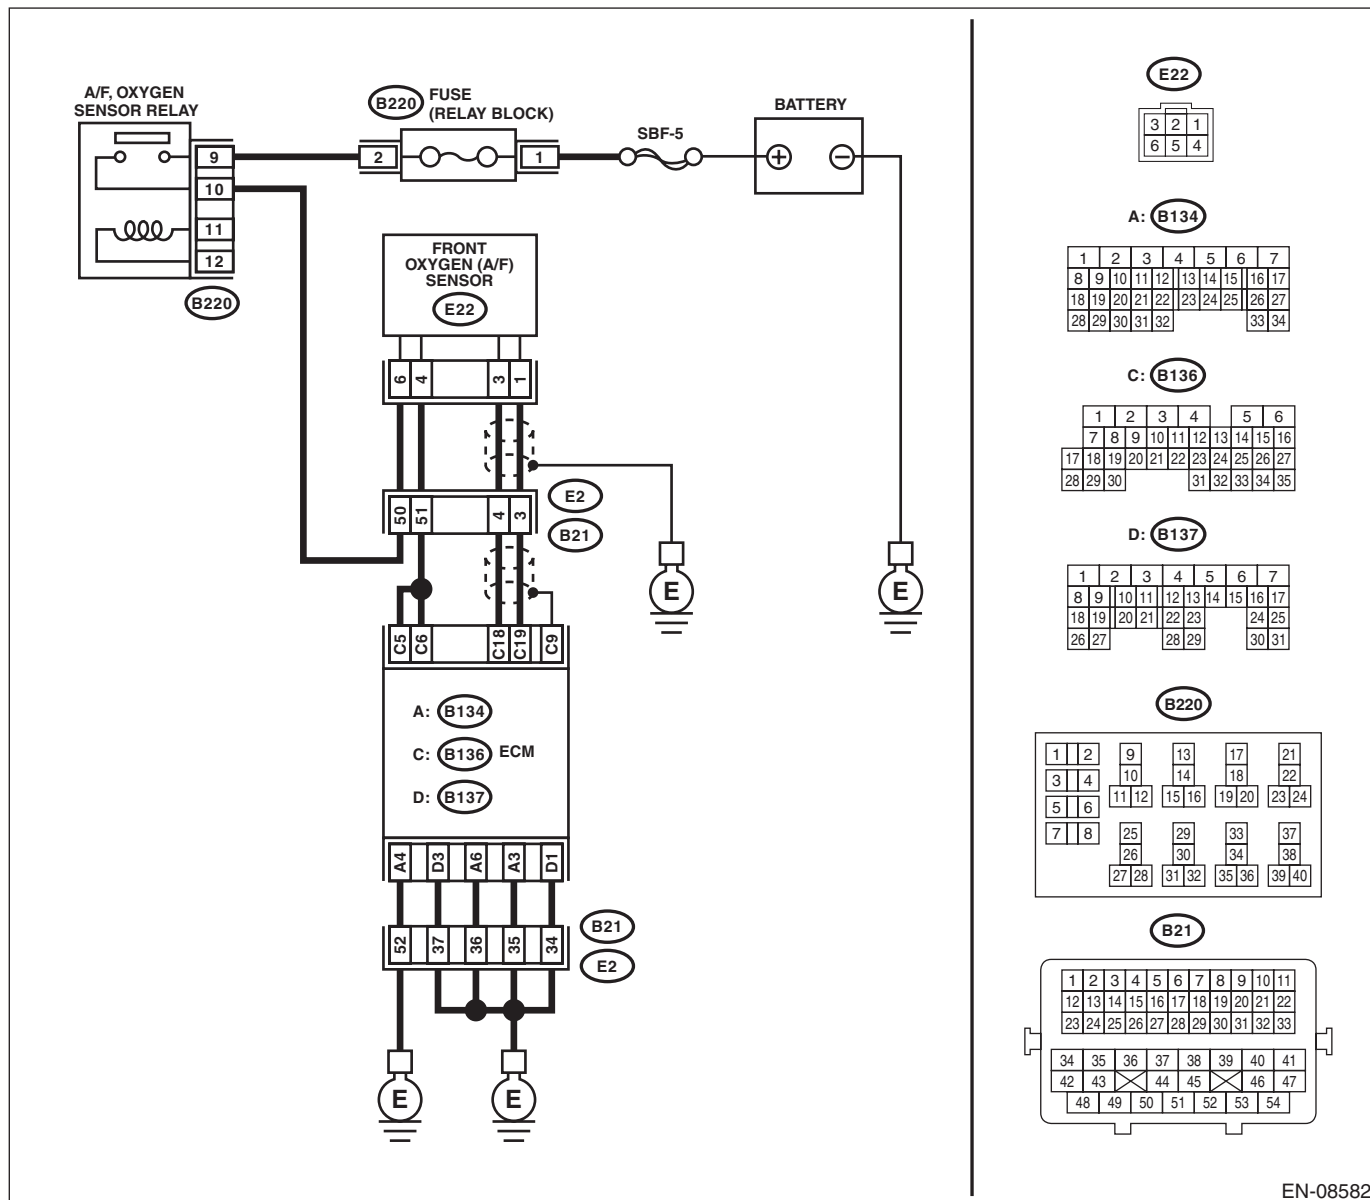 A/F, OXYGEN
SENSOR RELAY
9
10
11
12
B220
B220
FUSE
(RELAY BLOCK)
2
1
SBF-5
BATTERY
+
−
FRONT
OXYGEN (A/F)
SENSOR
E22
6 4 3 1
50 51 4 3
E2
B21
E
E
C5 C6 C18 C19 C9
A: B134
C: B136 ECM
D: B137
A4 D3 A6 A3 D1
52 37 36 35 34
B21
E2
E
E
E22
3 2 1
6 5 4
A: B134
1 2 3 4 5 6 7
8 9 10 11 12 13 14 15 16 17
18 19 20 21 22 23 24 25 26 27
28 29 30 31 32 33 34
C: B136
1 2 3 4 5 6
7 8 9 10 11 12 13 14 15 16
17 18 19 20 21 22 23 24 25 26 27
28 29 30 31 32 33 34 35
D: B137
1 2 3 4 5 6 7
8 9 10 11 12 13 14 15 16 17
18 19 20 21 22 23 24 25
26 27 28 29 30 31
B220
1 2 9 13 17 21
3 4 10 14 18 22
11 12 15 16 19 20 23 24
5 6
7 8 25 29 33 37
26 30 34 38
27 28 31 32 35 36 39 40
B21
1 2 3 4 5 6 7 8 9 10 11
12 13 14 15 16 17 18 19 20 21 22
23 24 25 26 27 28 29 30 31 32 33
34 35 36 37 38 39 40 41
42 43 44 45 46 47
48 49 50 51 52 53 54
EN-08582